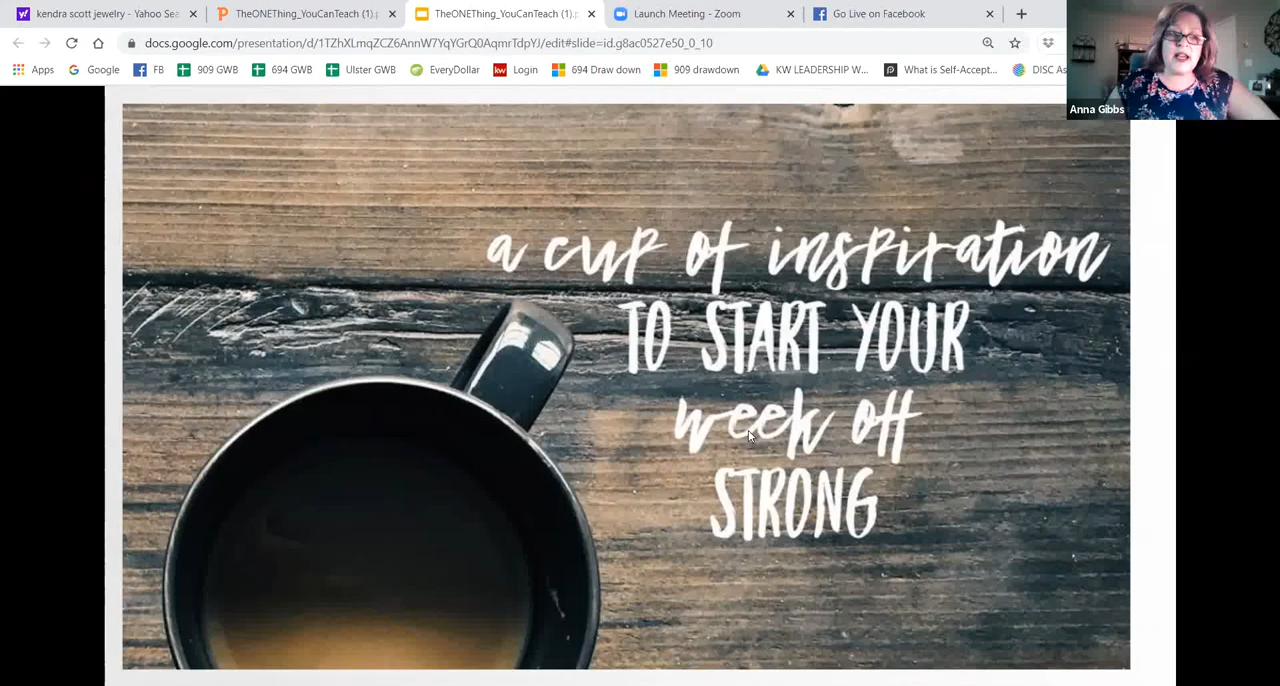 kendra scott jewelry - Yahoo Sea
TheONEThing_YouCanTeach (1).p
TheONEThing_YouCanTeach (1).
Launch Meeting - Zoom
Go Live on Facebook
docs.google.com/presentation/d/1TZhXLmqZCZ6AnnW7YqYGrQ0AqmrTdpYJ/edit#slide=id.g8ac0527e50_0_10
Apps
Google
FB
909 GWB
694 GWB
Ulster GWB
EveryDollar
kw
Login
694 Draw down
909 drawdown
KW LEADERSHIP W...
What is Self-Accept...
DISC As
Anna Gibbs
a cup of inspiration
TO START YOUR
week off
STRONG